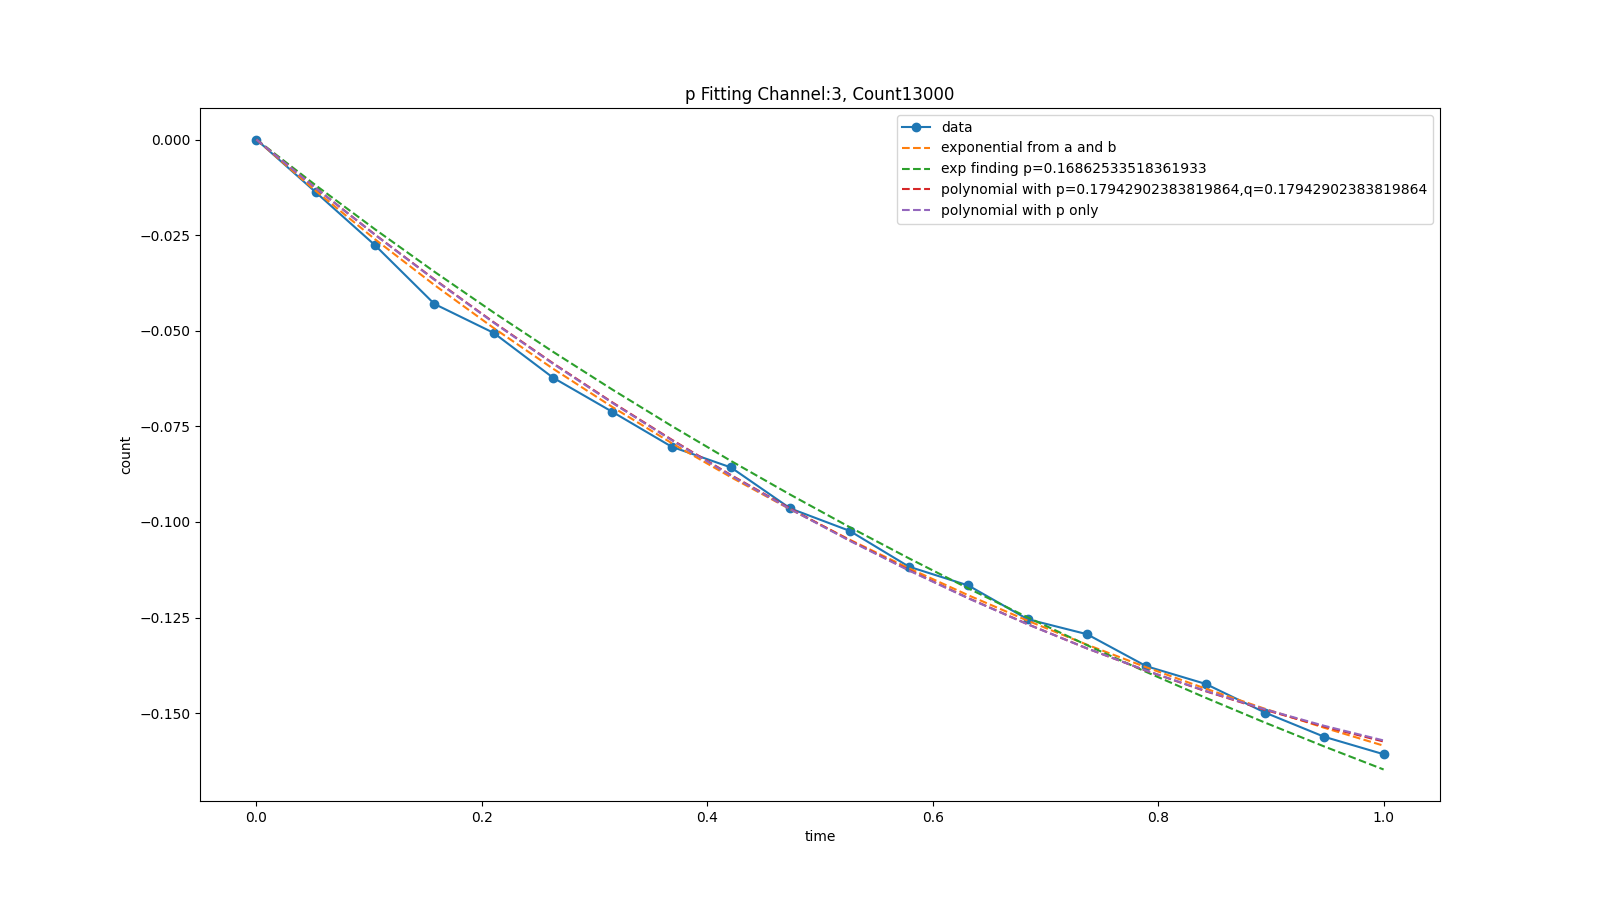 p Fitting Channel:3, Count13000
data
exponential from a and b
exp finding p=0.16862533518361933
polynomial with p=0.17942902383819864,q=0.17942902383819864
polynomial with p only
0.000
−0.025
−0.050
−0.075
−0.100
−0.125
−0.150
count
0.0 0.2 0.4 0.6 0.8 1.0
time